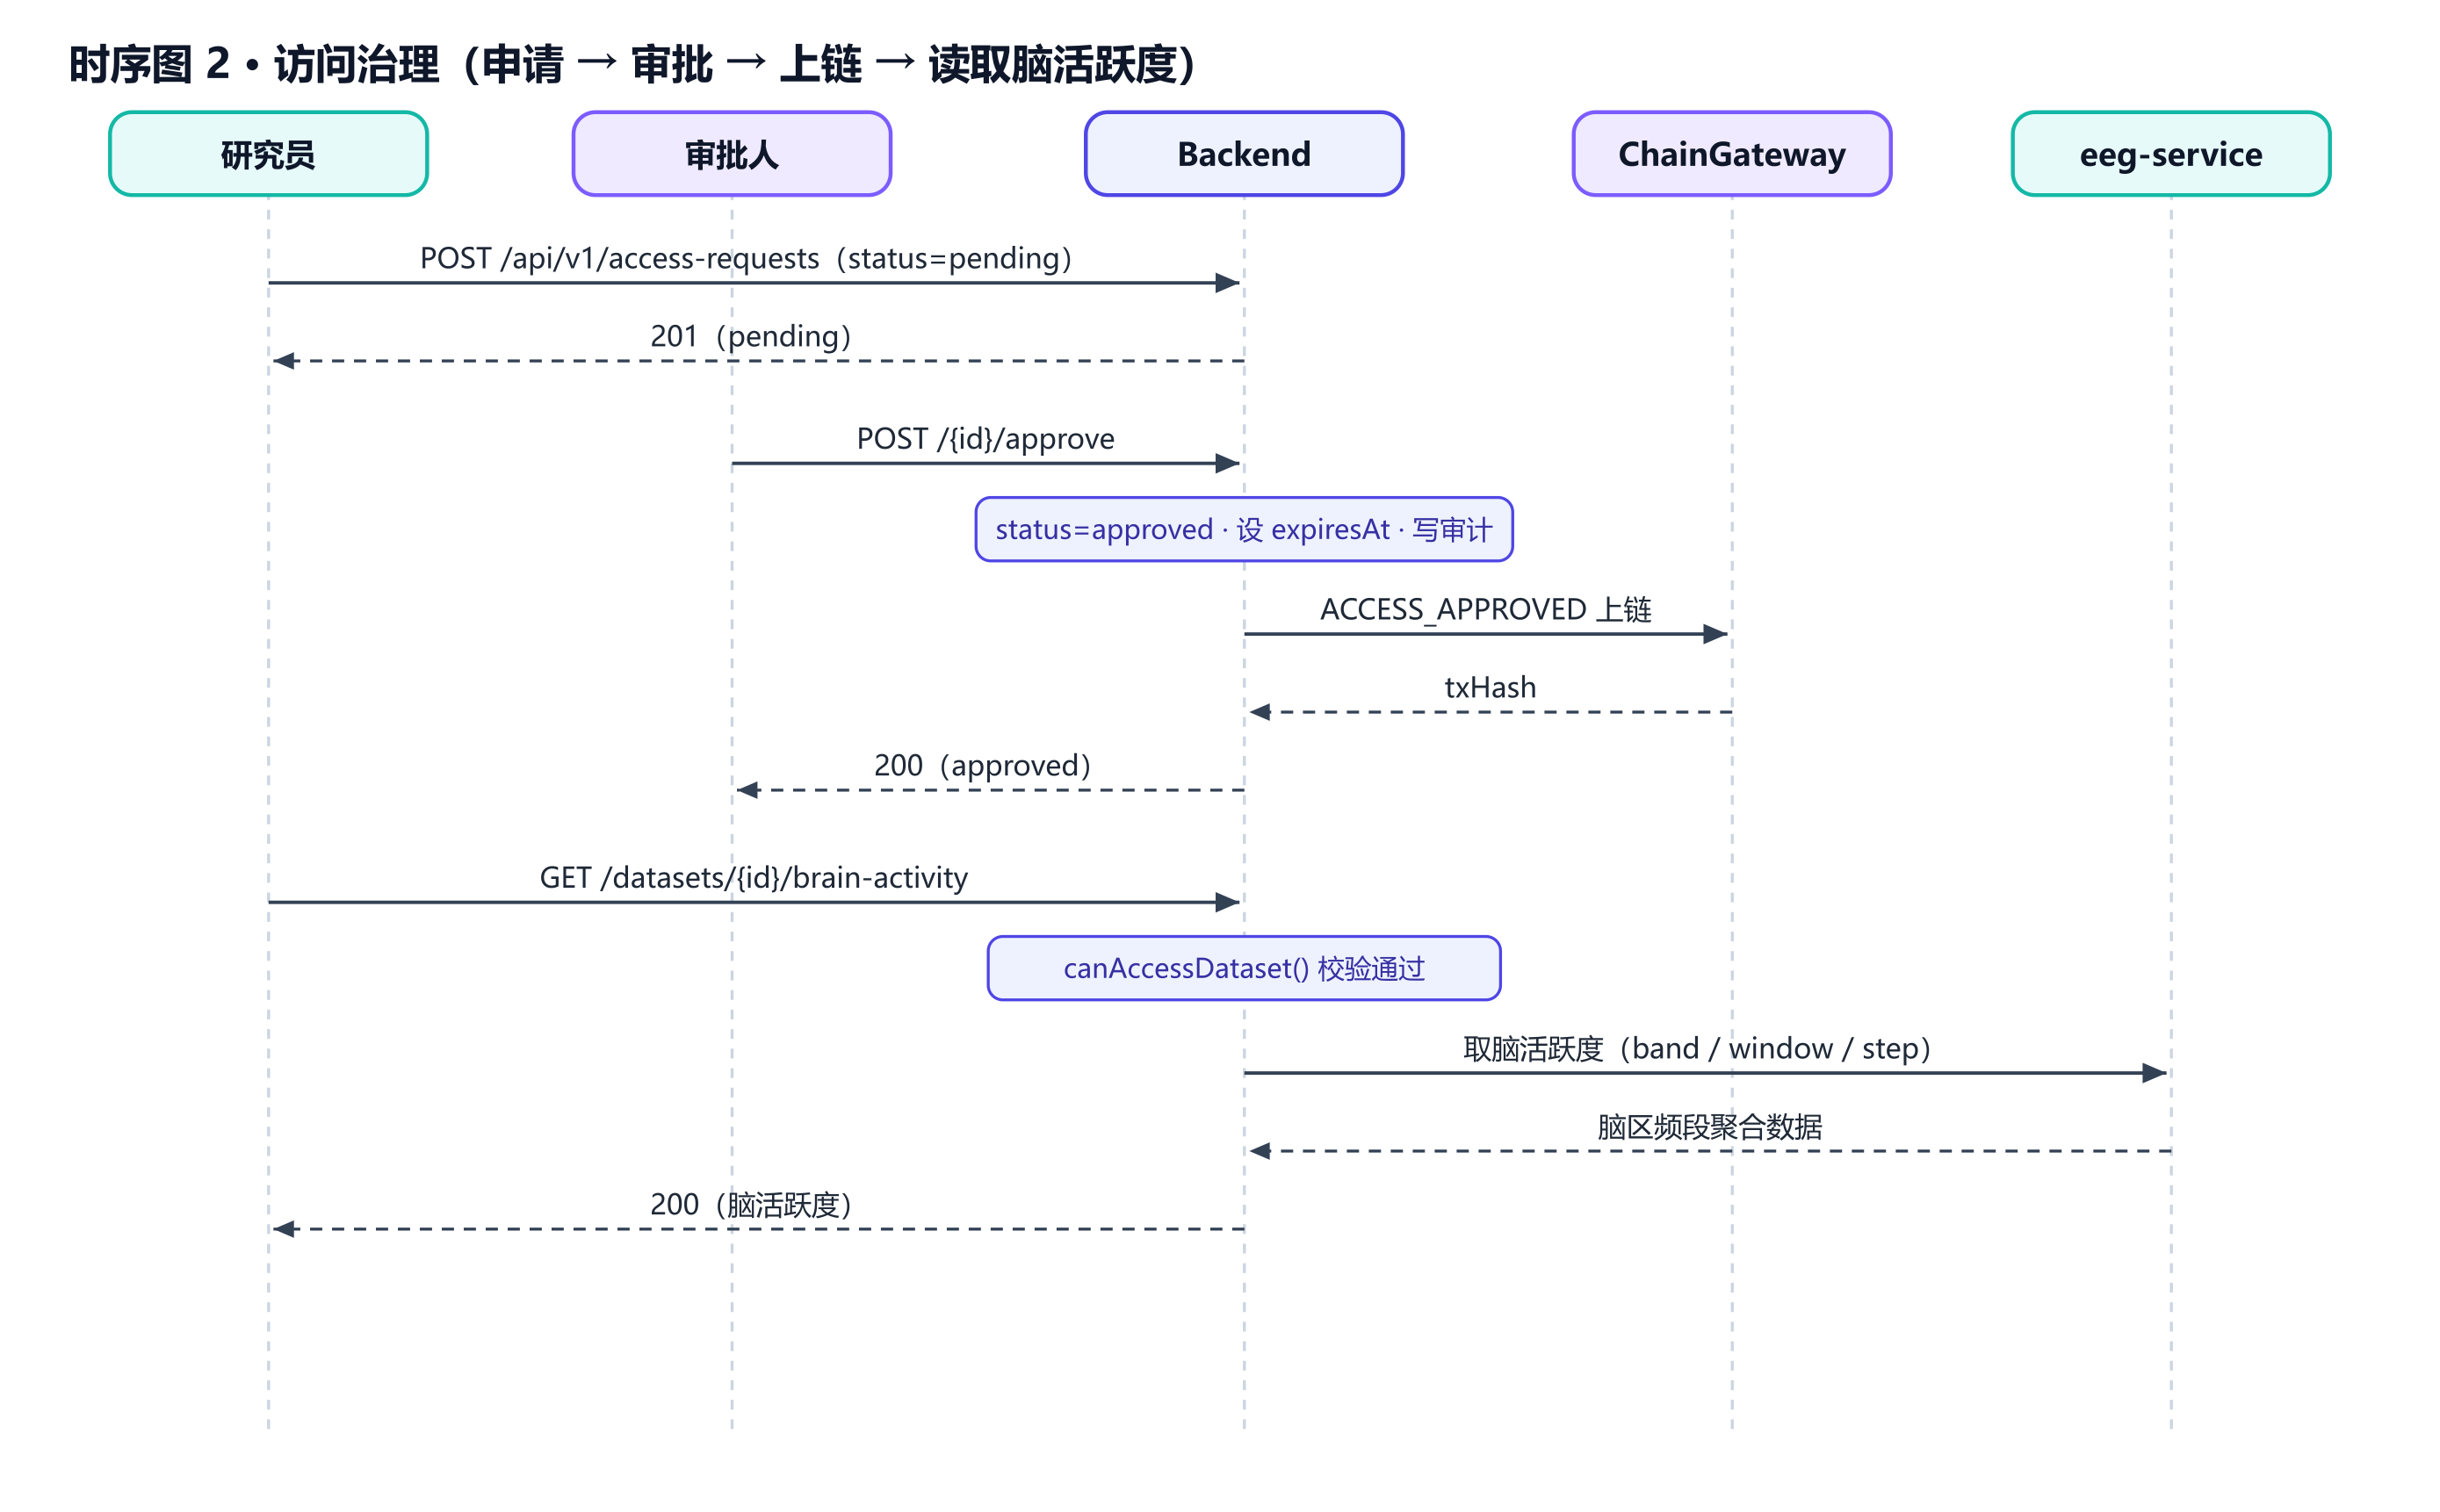 时序图 2 · 访问治理（申请 → 审批 → 上链 → 读取脑活跃度）
研究员
审批人
Backend
ChainGateway
eeg-service
POST /api/v1/access-requests（status=pending）
201（pending）
POST /{id}/approve
status=approved · 设 expiresAt · 写审计
ACCESS_APPROVED 上链
txHash
200（approved）
GET /datasets/{id}/brain-activity
canAccessDataset() 校验通过
取脑活跃度（band / window / step）
脑区频段聚合数据
200（脑活跃度）